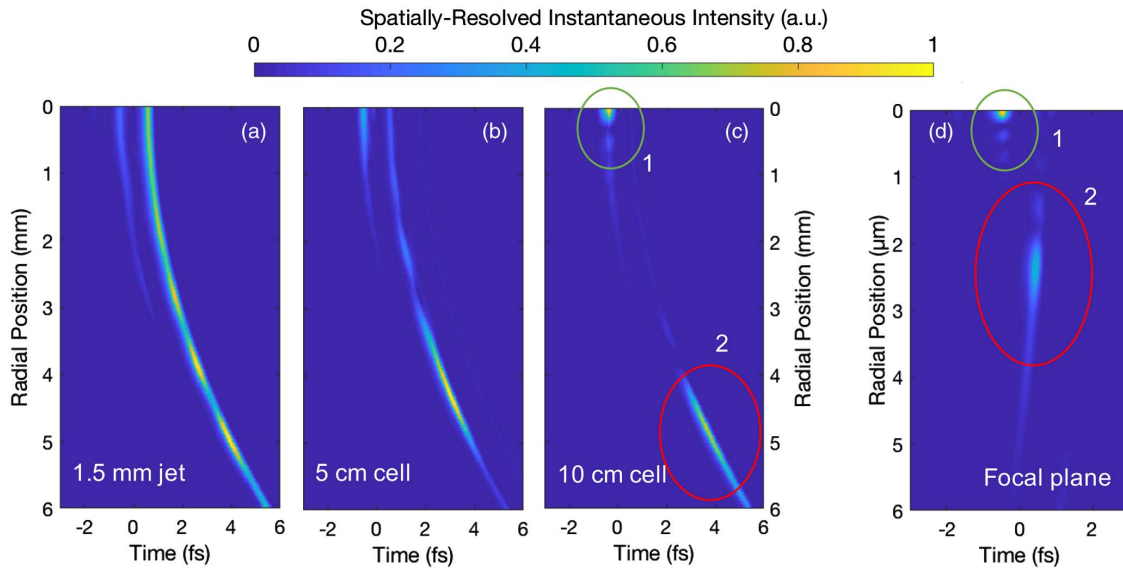 Spatially-Resolved Instantaneous Intensity (a.u.)
0 0.2 0.4 0.6 0.8 1
Radial Position (mm)
0
1
2
3
4
5
6
(a)
1.5 mm jet
-2 0 2 4 6
Time (fs)
(b)
5 cm cell
-2 0 2 4 6
Time (fs)
(c)
1
2
10 cm cell
-2 0 2 4 6
Time (fs)
0
1
2
3
4
5
6
Radial Position (mm)
Radial Position (µm)
0
1
2
3
4
5
6
(d)
1
2
Focal plane
-2 0 2
Time (fs)